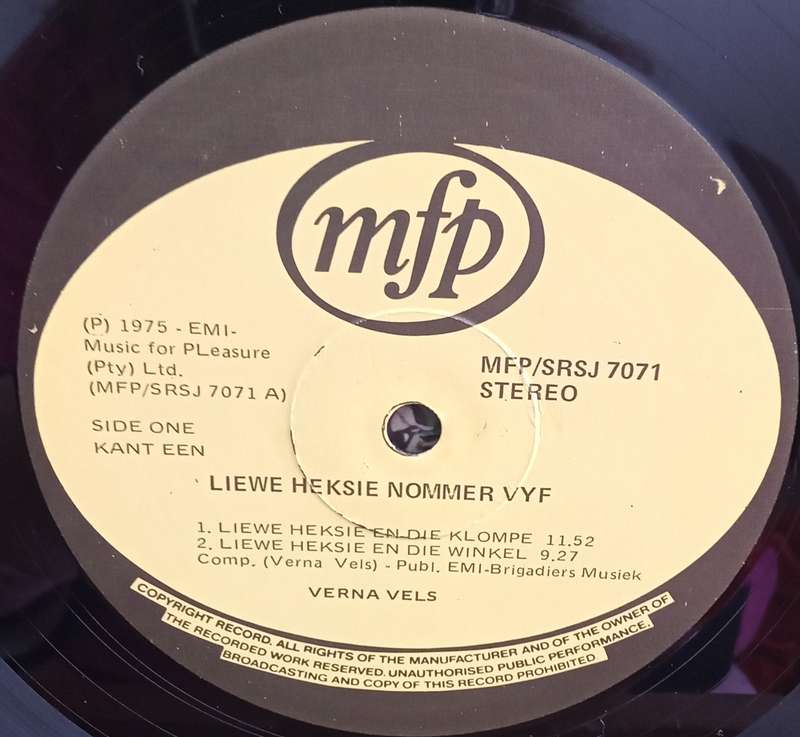 mfp
(P) 1975 - EMI-
Music for PLeasure
(Pty) Ltd.
(MFP/SRSJ 7071 A)
MFP/SRSJ 7071
STEREO
SIDE ONE
KANT EEN
LIEWE HEKSIE NOMMER VYF
1. LIEWE HEKSIE EN DIE KLOMPE 11.52
2. LIEWE HEKSIE EN DIE WINKEL 9.27
Comp. (Verna Vels) - Publ. EMI-Brigadiers Musiek
VERNA VELS
COPYRIGHT RECORD. ALL RIGHTS OF THE MANUFACTURER AND OF THE OWNER OF
THE RECORDED WORK RESERVED. UNAUTHORISED PUBLIC PERFORMANCE,
BROADCASTING AND COPY OF THIS RECORD PROHIBITED